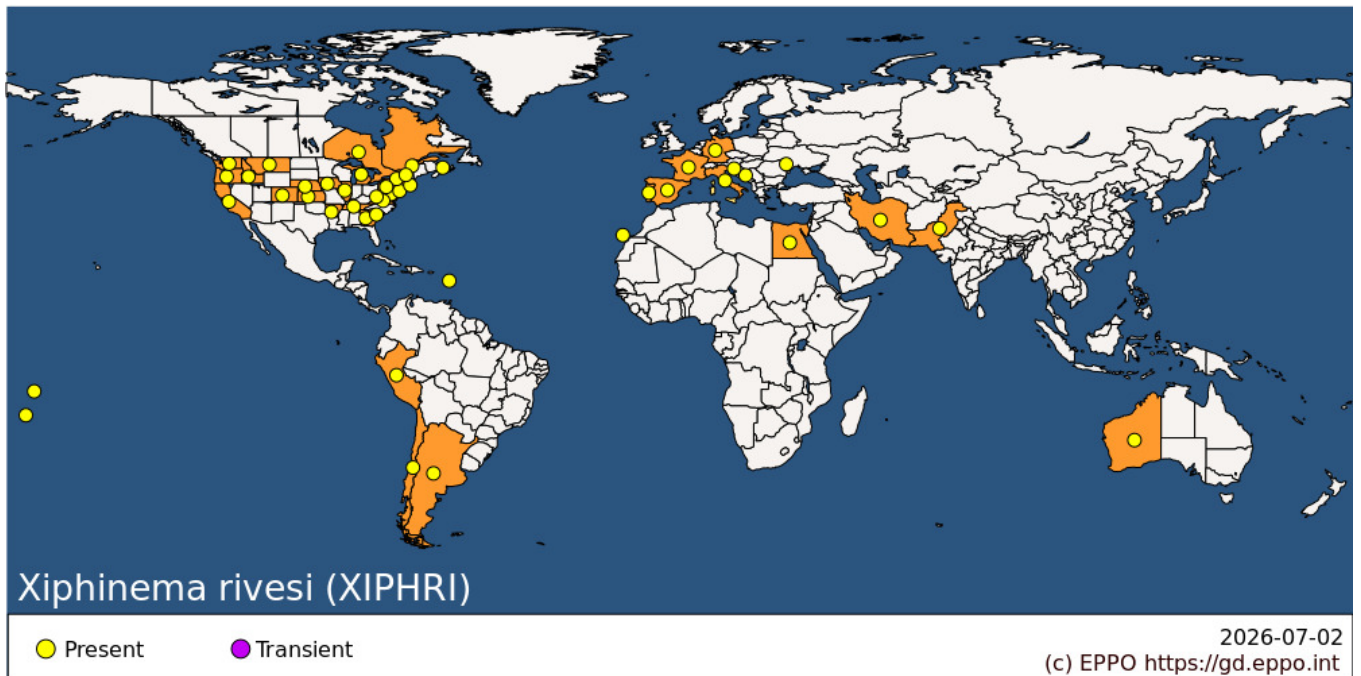 Xiphinema rivesi (XIPHRI)
Present
Transient
2026-07-02
(c) EPPO https://gd.eppo.int